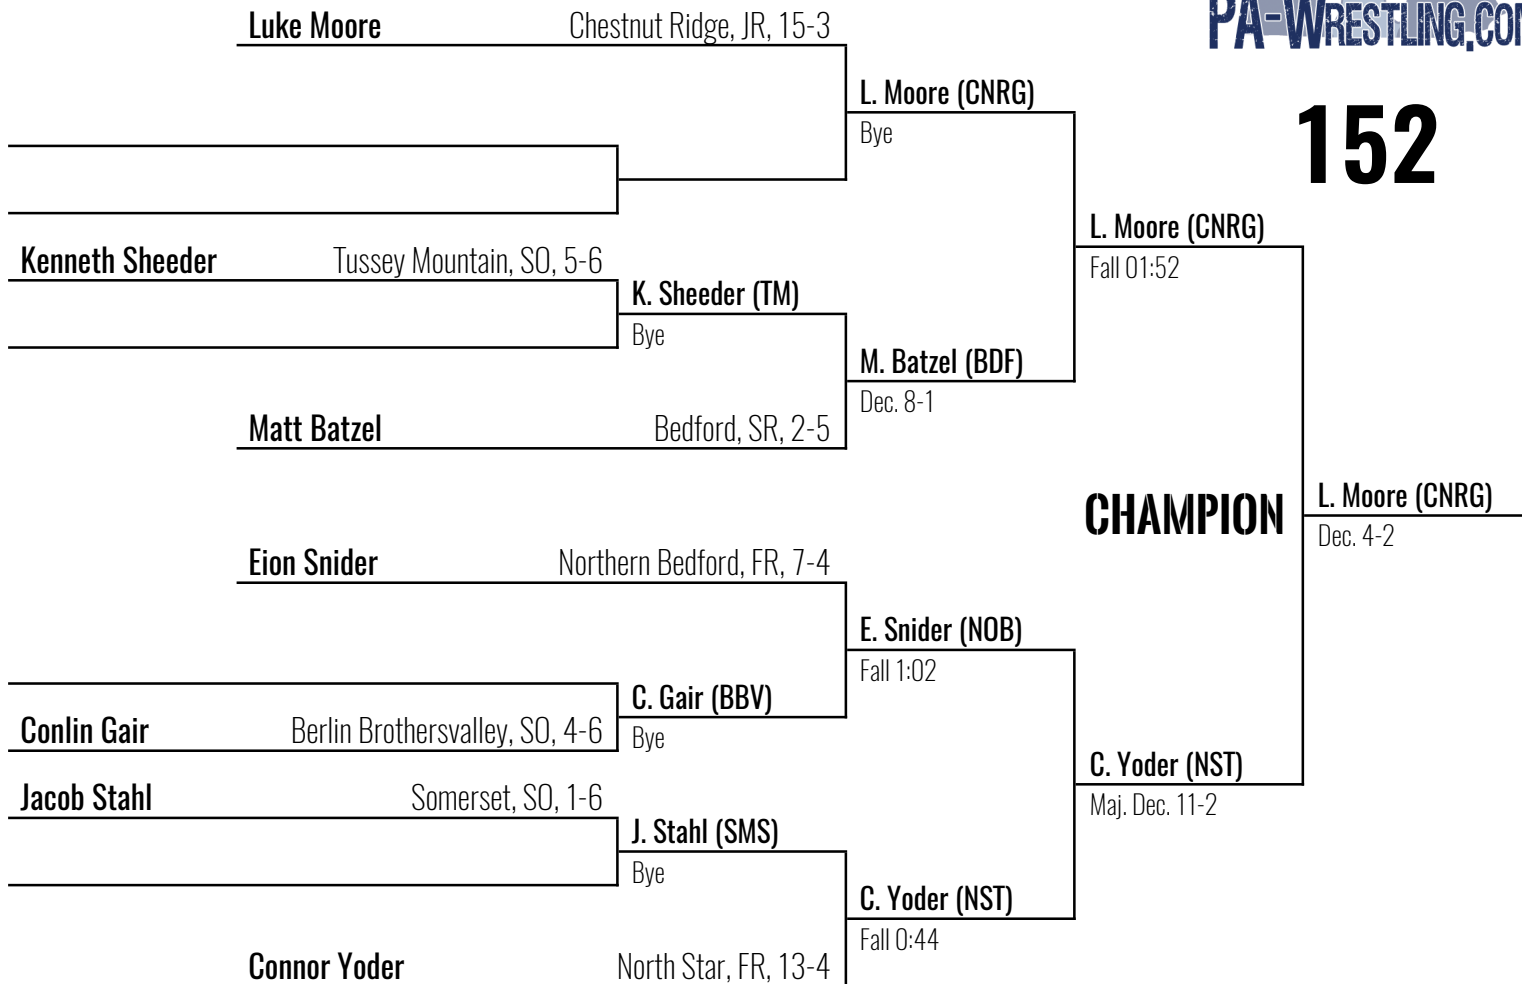 PA-WRESTLING.COM
152
Luke Moore Chestnut Ridge, JR, 15-3
L. Moore (CNRG)
Bye
L. Moore (CNRG)
Fall 01:52
Kenneth Sheeder Tussey Mountain, SO, 5-6
K. Sheeder (TM)
Bye
M. Batzel (BDF)
Dec. 8-1
Matt Batzel Bedford, SR, 2-5
CHAMPION
L. Moore (CNRG)
Dec. 4-2
Eion Snider Northern Bedford, FR, 7-4
E. Snider (NOB)
Fall 1:02
C. Gair (BBV)
Bye
Conlin Gair Berlin Brothersvalley, SO, 4-6
C. Yoder (NST)
Maj. Dec. 11-2
Jacob Stahl Somerset, SO, 1-6
J. Stahl (SMS)
Bye
C. Yoder (NST)
Fall 0:44
Connor Yoder North Star, FR, 13-4